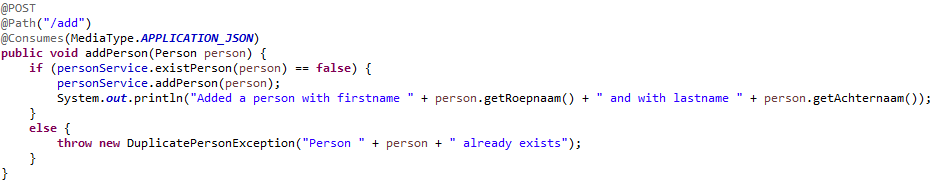 @POST
@Path("/add")
@Consumes(MediaType.APPLICATION_JSON)
public void addPerson(Person person) {
    if (personService.existPerson(person) == false) {
        personService.addPerson(person);
        System.out.println("Added a person with firstname " + person.getRoepnaam() + " and with lastname " + person.getAchternaam());
    }
    else {
        throw new DuplicatePersonException("Person " + person + " already exists");
    }
}